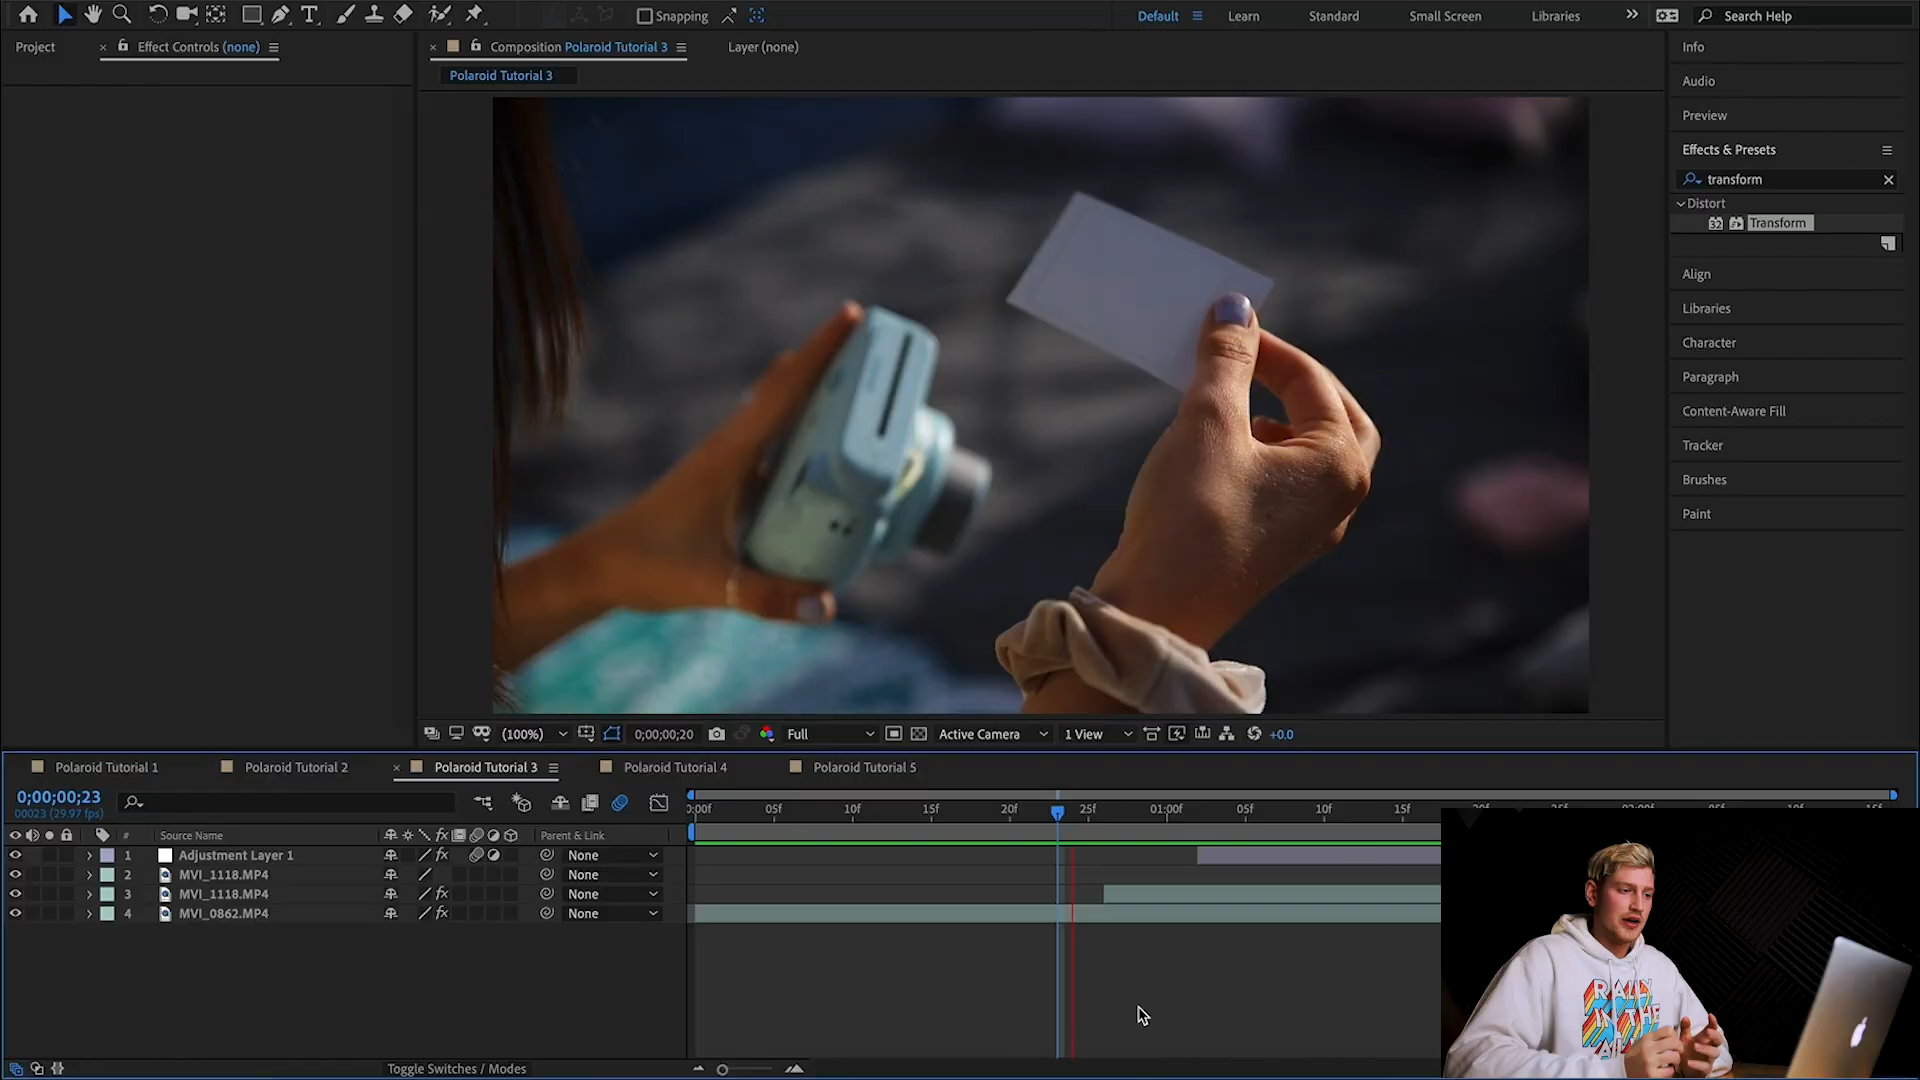 Snapping
Default
Learn
Standard
Small Screen
Libraries
Search Help
Project
Effect Controls (none)
Composition Polaroid Tutorial 3
Layer (none)
Polaroid Tutorial 3
Info
Audio
Preview
Effects & Presets
transform
Distort
32
Transform
Align
Libraries
Character
Paragraph
Content-Aware Fill
Tracker
Brushes
Paint
(100%)
0;00;00;20
Full
Active Camera
1 View
+0.0
Polaroid Tutorial 1
Polaroid Tutorial 2
Polaroid Tutorial 3
Polaroid Tutorial 4
Polaroid Tutorial 5
0;00;00;23
00023 (29.97 fps)
0:00f 05f 10f 15f 20f 25f 01:00f 05f 10f 15f
# Source Name
Parent & Link
1 Adjustment Layer 1 None
2 MVI_1118.MP4 None
3 MVI_1118.MP4 None
4 MVI_0862.MP4 None
Toggle Switches / Modes
RALLY
IN THE